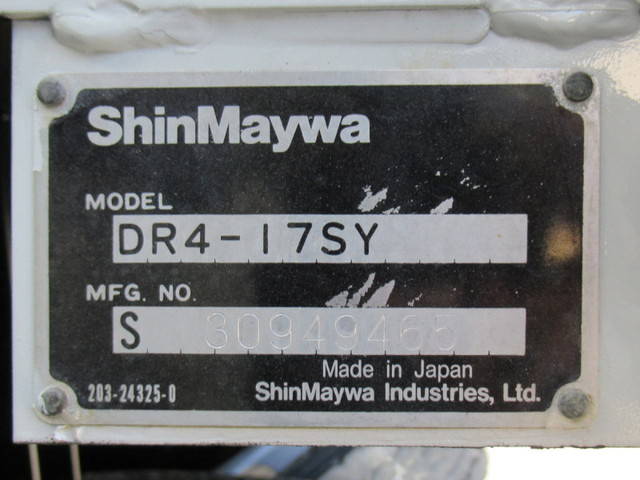 ShinMaywa
MODEL
DR4-17SY
MFG. NO.
S 30949465
Made in Japan
203-24325-0 ShinMaywa Industries, Ltd.